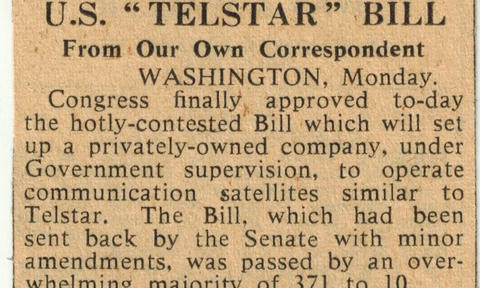 U.S. “TELSTAR” BILL
From Our Own Correspondent
WASHINGTON, Monday.
Congress finally approved to-day
the hotly-contested Bill which will set
up a privately-owned company, under
Government supervision, to operate
communication satellites similar to
Telstar. The Bill, which had been
sent back by the Senate with minor
amendments, was passed by an over-
whelming majority of 371 to 10.